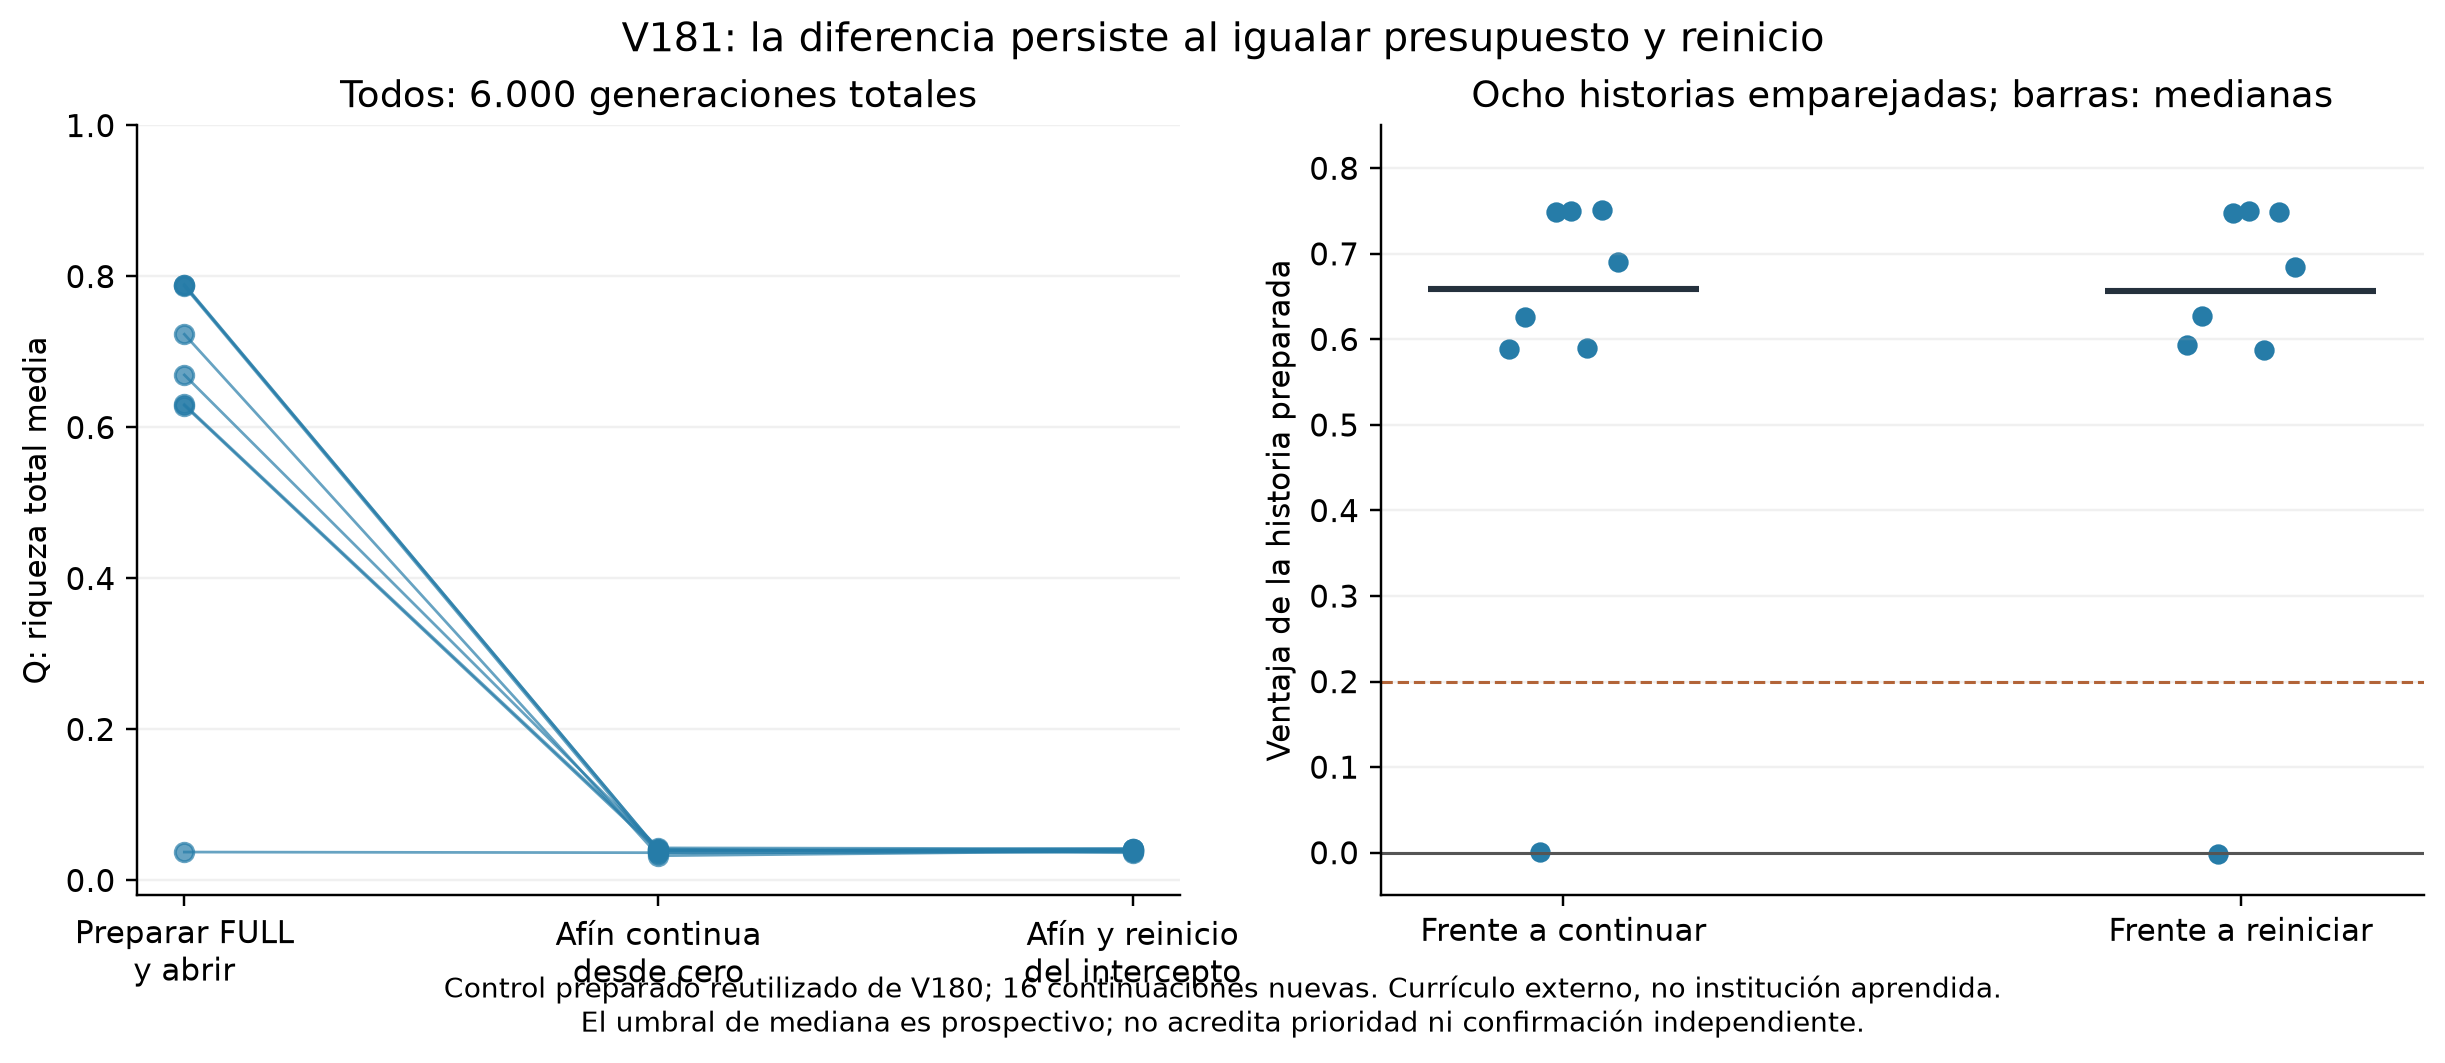 V181: la diferencia persiste al igualar presupuesto y reinicio
Todos: 6.000 generaciones totales
Q: riqueza total media
1.0
0.8
0.6
0.4
0.2
0.0
Preparar FULL
y abrir
Afín continua
desde cero
Afín y reinicio
del intercepto
Ocho historias emparejadas; barras: medianas
Ventaja de la historia preparada
0.8
0.7
0.6
0.5
0.4
0.3
0.2
0.1
0.0
Frente a continuar
Frente a reiniciar
Control preparado reutilizado de V180; 16 continuaciones nuevas. Currículo externo, no institución aprendida.
El umbral de mediana es prospectivo; no acredita prioridad ni confirmación independiente.